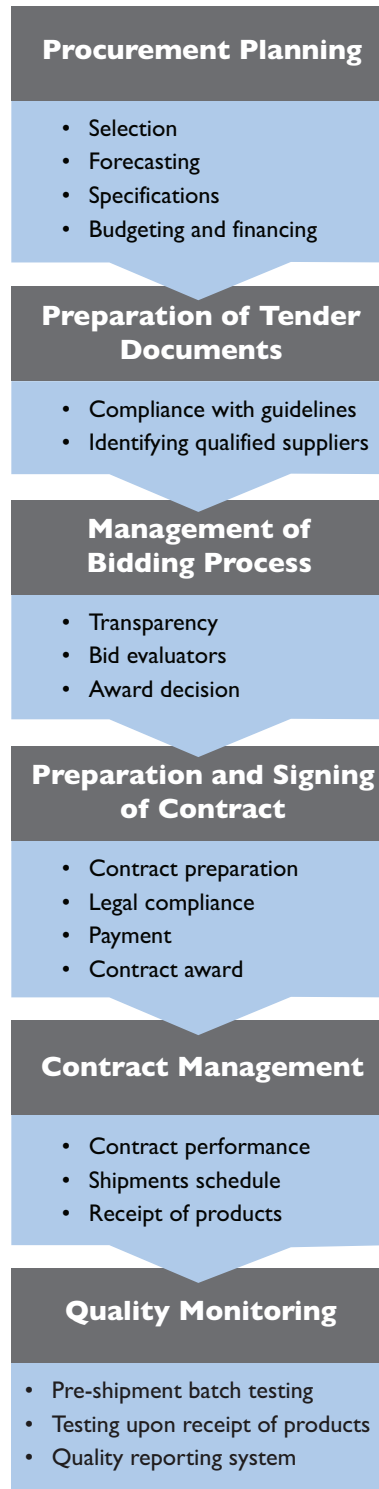 Procurement Planning
• Selection
• Forecasting
• Specifications
• Budgeting and financing
Preparation of Tender
Documents
• Compliance with guidelines
• Identifying qualified suppliers
Management of
Bidding Process
• Transparency
• Bid evaluators
• Award decision
Preparation and Signing
of Contract
• Contract preparation
• Legal compliance
• Payment
• Contract award
Contract Management
• Contract performance
• Shipments schedule
• Receipt of products
Quality Monitoring
• Pre-shipment batch testing
• Testing upon receipt of products
• Quality reporting system